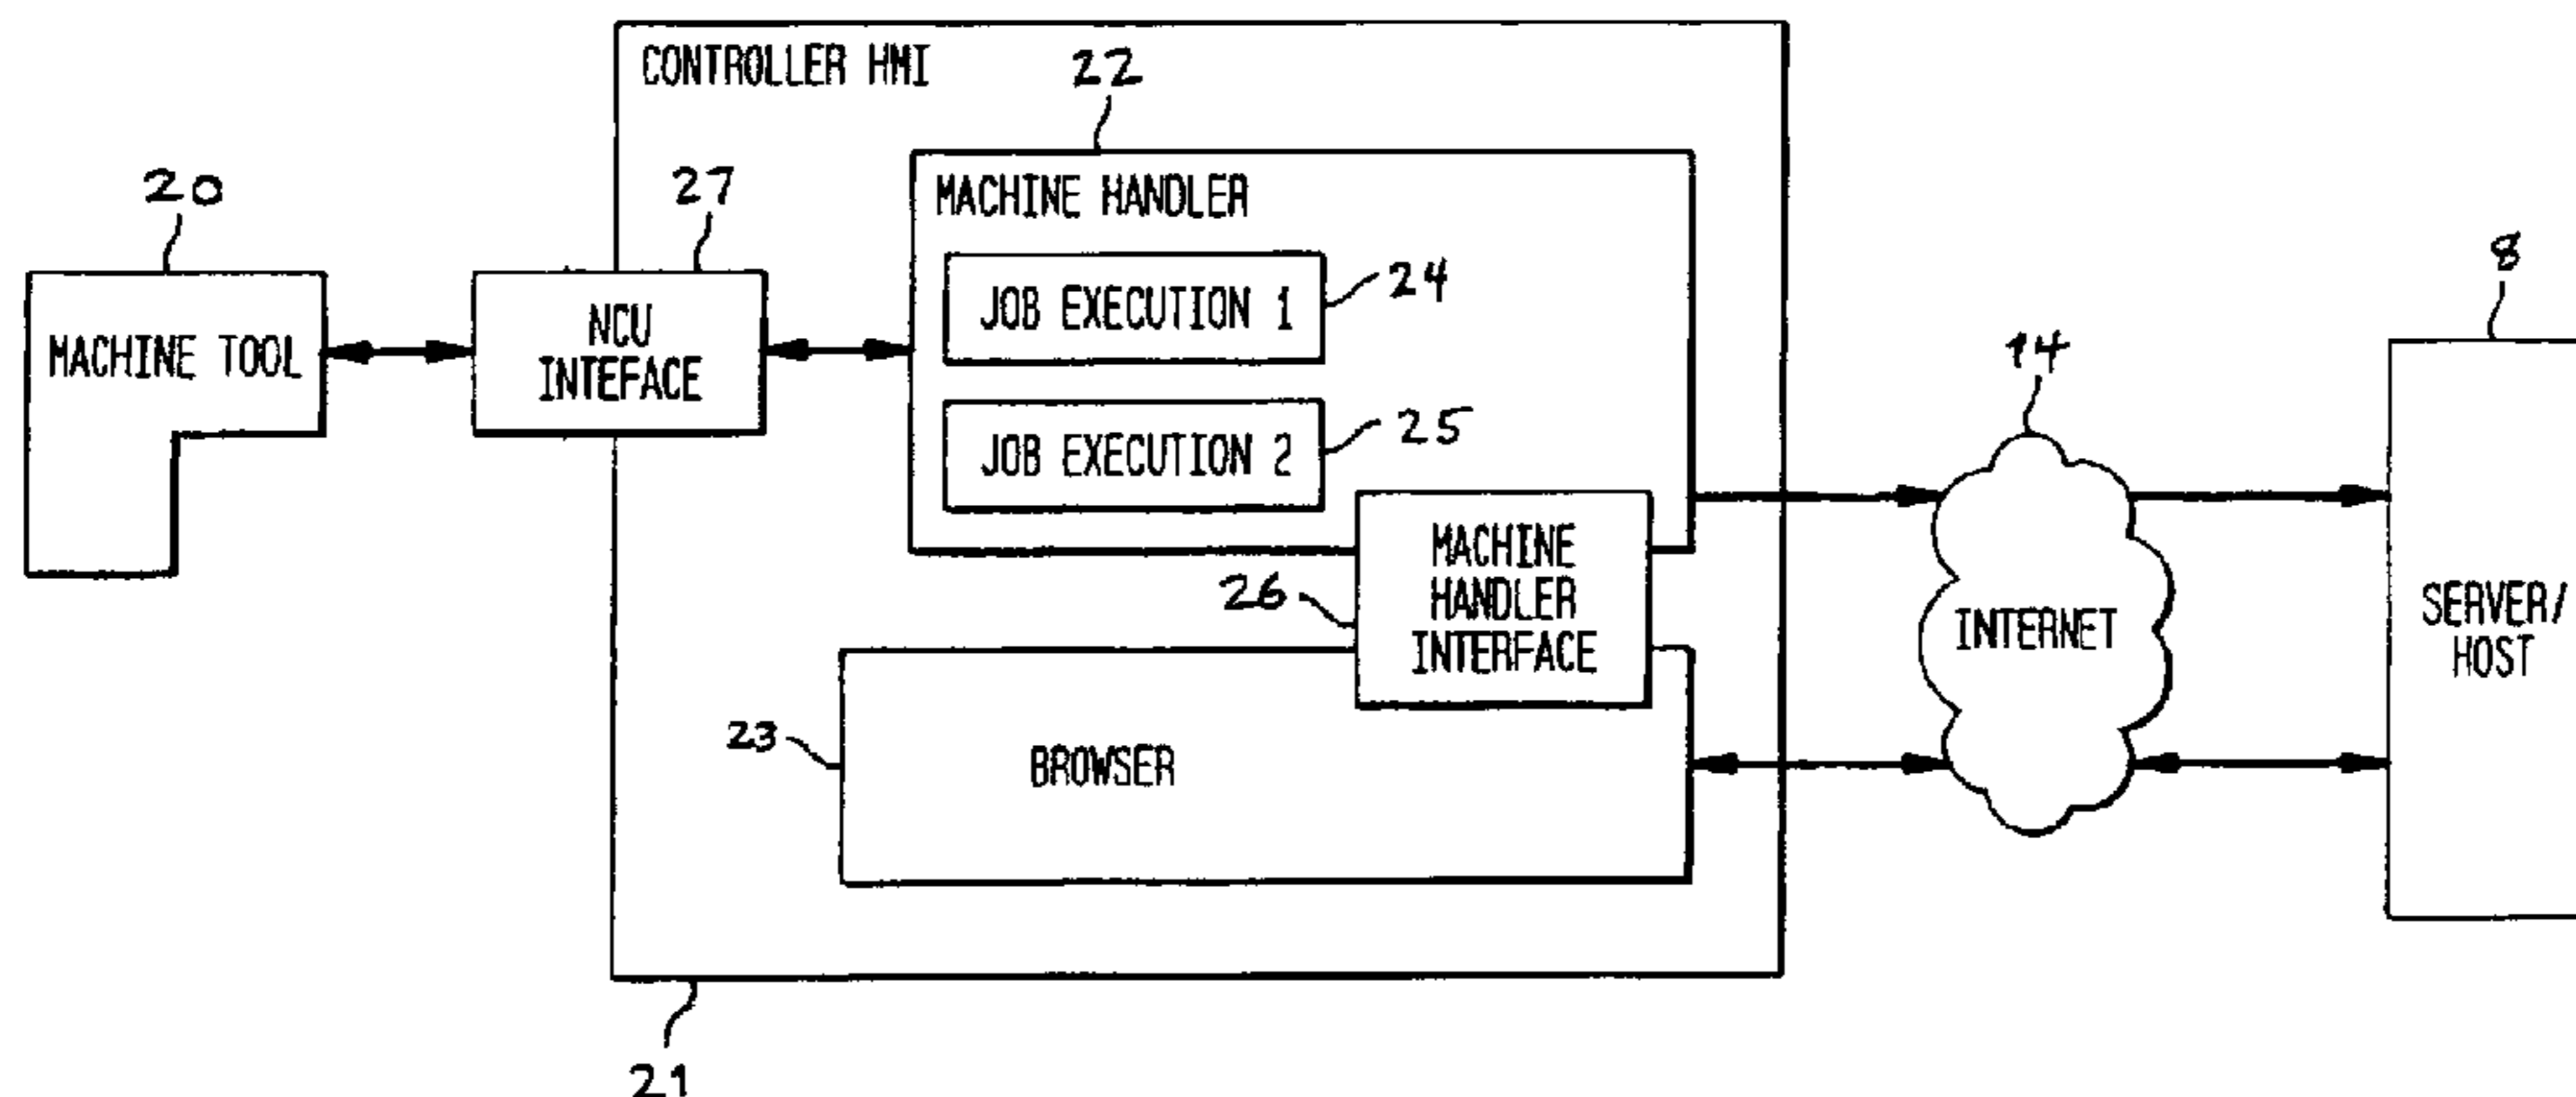 CONTROLLER HMI
22
MACHINE HANDLER
20
27
JOB EXECUTION 1
24
MACHINE TOOL
NCU
INTEFACE
JOB EXECUTION 2
25
8
14
MACHINE
HANDLER
INTERFACE
26
INTERNET
SERVER/
HOST
23
BROWSER
21